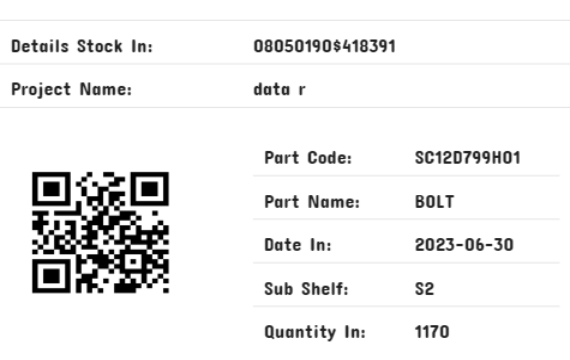 Details Stock In: 08050190$418391
Project Name: data r
Part Code: SC12D799H01
Part Name: BOLT
Date In: 2023-06-30
Sub Shelf: S2
Quantity In: 1170